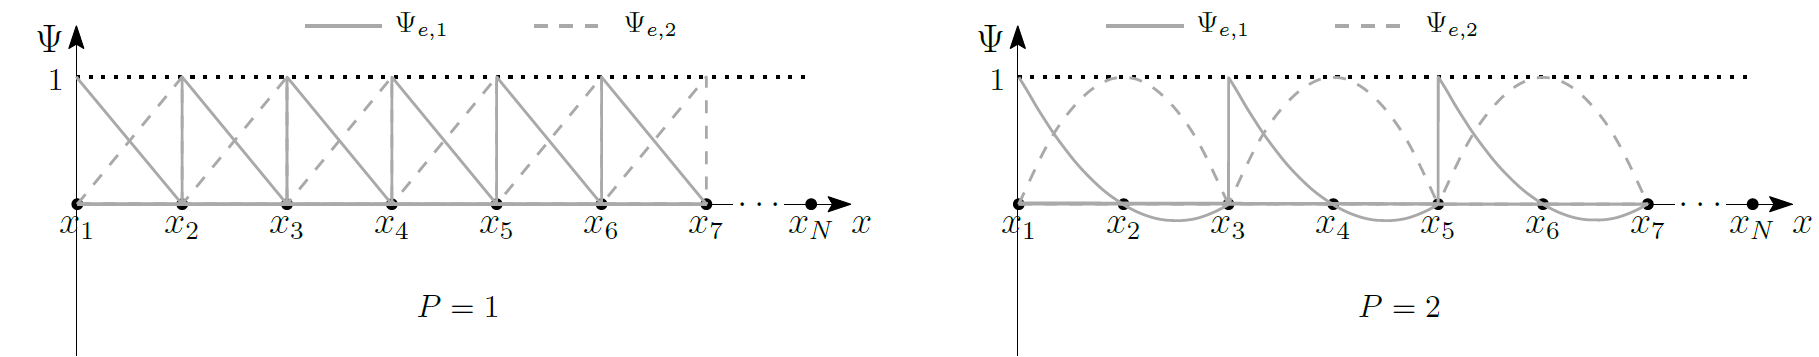 Ψ_{e,1} Ψ_{e,2}
Ψ
1
x_1 x_2 x_3 x_4 x_5 x_6 x_7 ··· x_N x
P = 1
Ψ_{e,1} Ψ_{e,2}
Ψ
1
x_1 x_2 x_3 x_4 x_5 x_6 x_7 ··· x_N x
P = 2